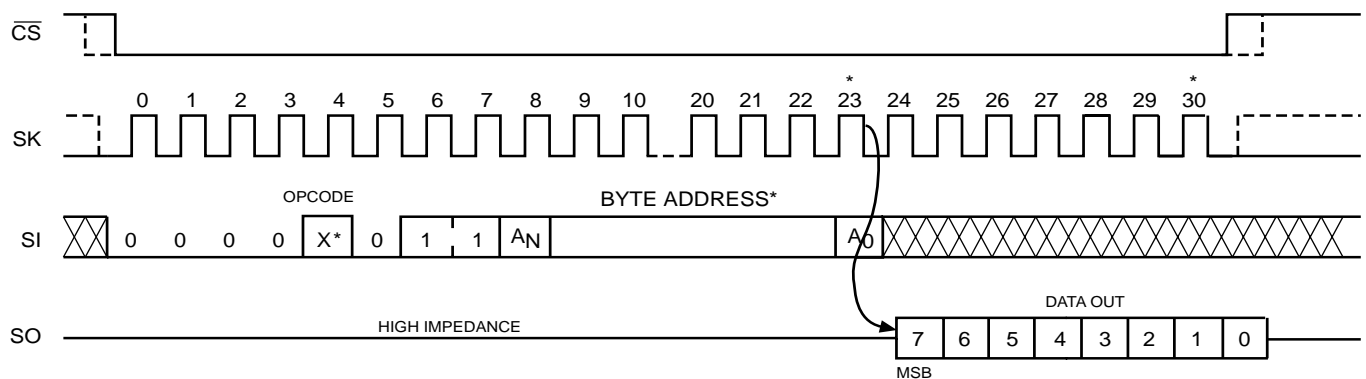 CS
* *
0 1 2 3 4 5 6 7 8 9 10 20 21 22 23 24 25 26 27 28 29 30
SK
OPCODE BYTE ADDRESS*
SI 0 0 0 0 X* 0 1 1 AN A0
DATA OUT
HIGH IMPEDANCE
SO 7 6 5 4 3 2 1 0
MSB